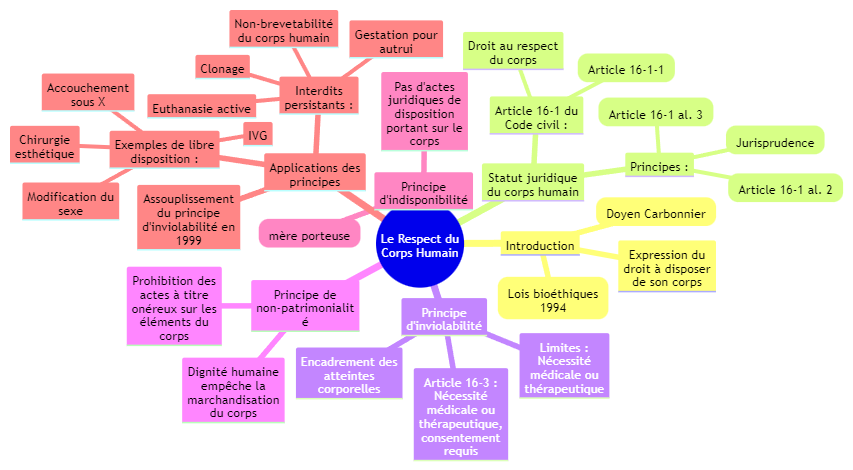 Le Respect du
Corps Humain
Introduction
Doyen Carbonnier
Expression du
droit à disposer
de son corps
Lois bioéthiques
1994
Statut juridique
du corps humain
Article 16-1 du
Code civil :
Droit au respect
du corps
Article 16-1-1
Principes :
Article 16-1 al. 3
Jurisprudence
Article 16-1 al. 2
Principe
d'indisponibilité
Pas d'actes
juridiques de
disposition
portant sur le
corps
mère porteuse
Applications des
principes
Interdits
persistants :
Non-brevetabilité
du corps humain
Gestation pour
autrui
Clonage
Euthanasie active
Exemples de libre
disposition :
Accouchement
sous X
IVG
Chirurgie
esthétique
Modification du
sexe
Assouplissement
du principe
d'inviolabilité en
1999
Principe de
non-patrimonialit
é
Prohibition des
actes à titre
onéreux sur les
éléments du
corps
Dignité humaine
empêche la
marchandisation
du corps
Principe
d'inviolabilité
Encadrement des
atteintes
corporelles
Article 16-3 :
Nécessité
médicale ou
thérapeutique,
consentement
requis
Limites :
Nécessité
médicale ou
thérapeutique